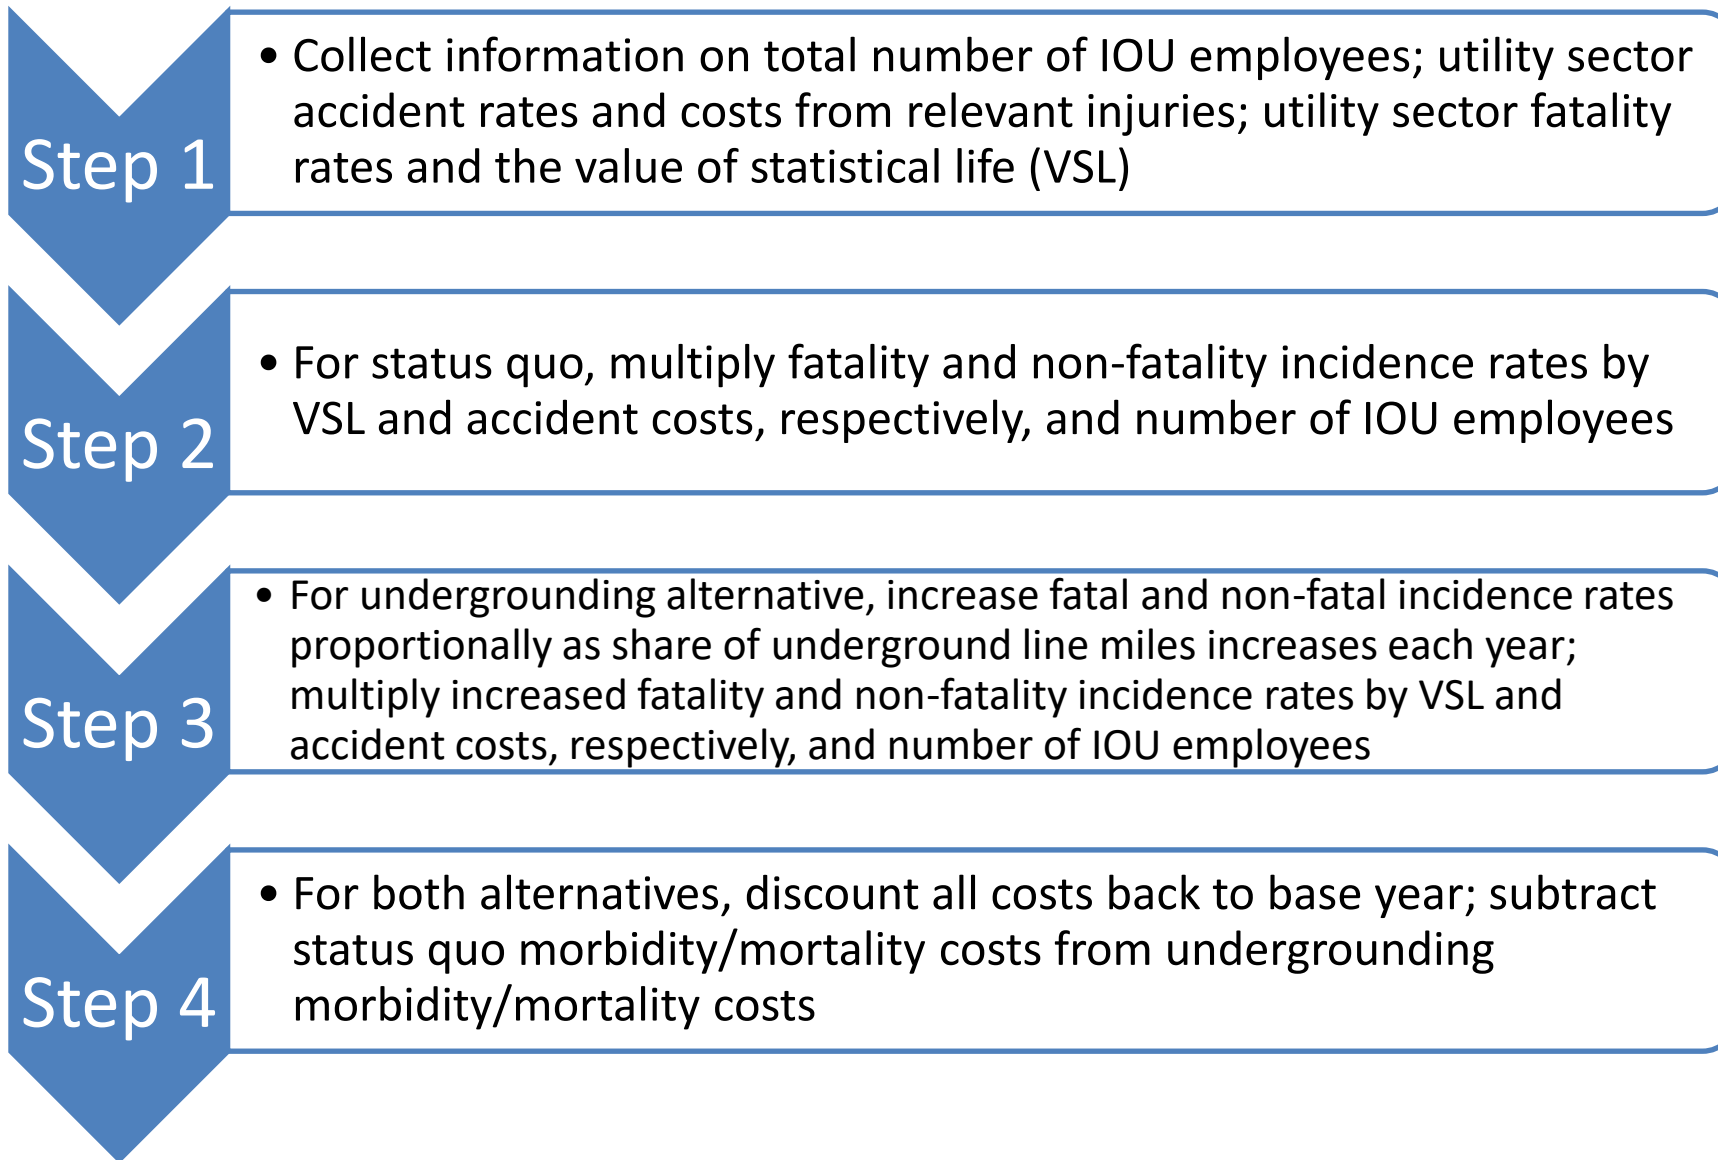 Step 1
• Collect information on total number of IOU employees; utility sector
accident rates and costs from relevant injuries; utility sector fatality
rates and the value of statistical life (VSL)
Step 2
• For status quo, multiply fatality and non-fatality incidence rates by
VSL and accident costs, respectively, and number of IOU employees
Step 3
• For undergrounding alternative, increase fatal and non-fatal incidence rates
proportionally as share of underground line miles increases each year;
multiply increased fatality and non-fatality incidence rates by VSL and
accident costs, respectively, and number of IOU employees
Step 4
• For both alternatives, discount all costs back to base year; subtract
status quo morbidity/mortality costs from undergrounding
morbidity/mortality costs